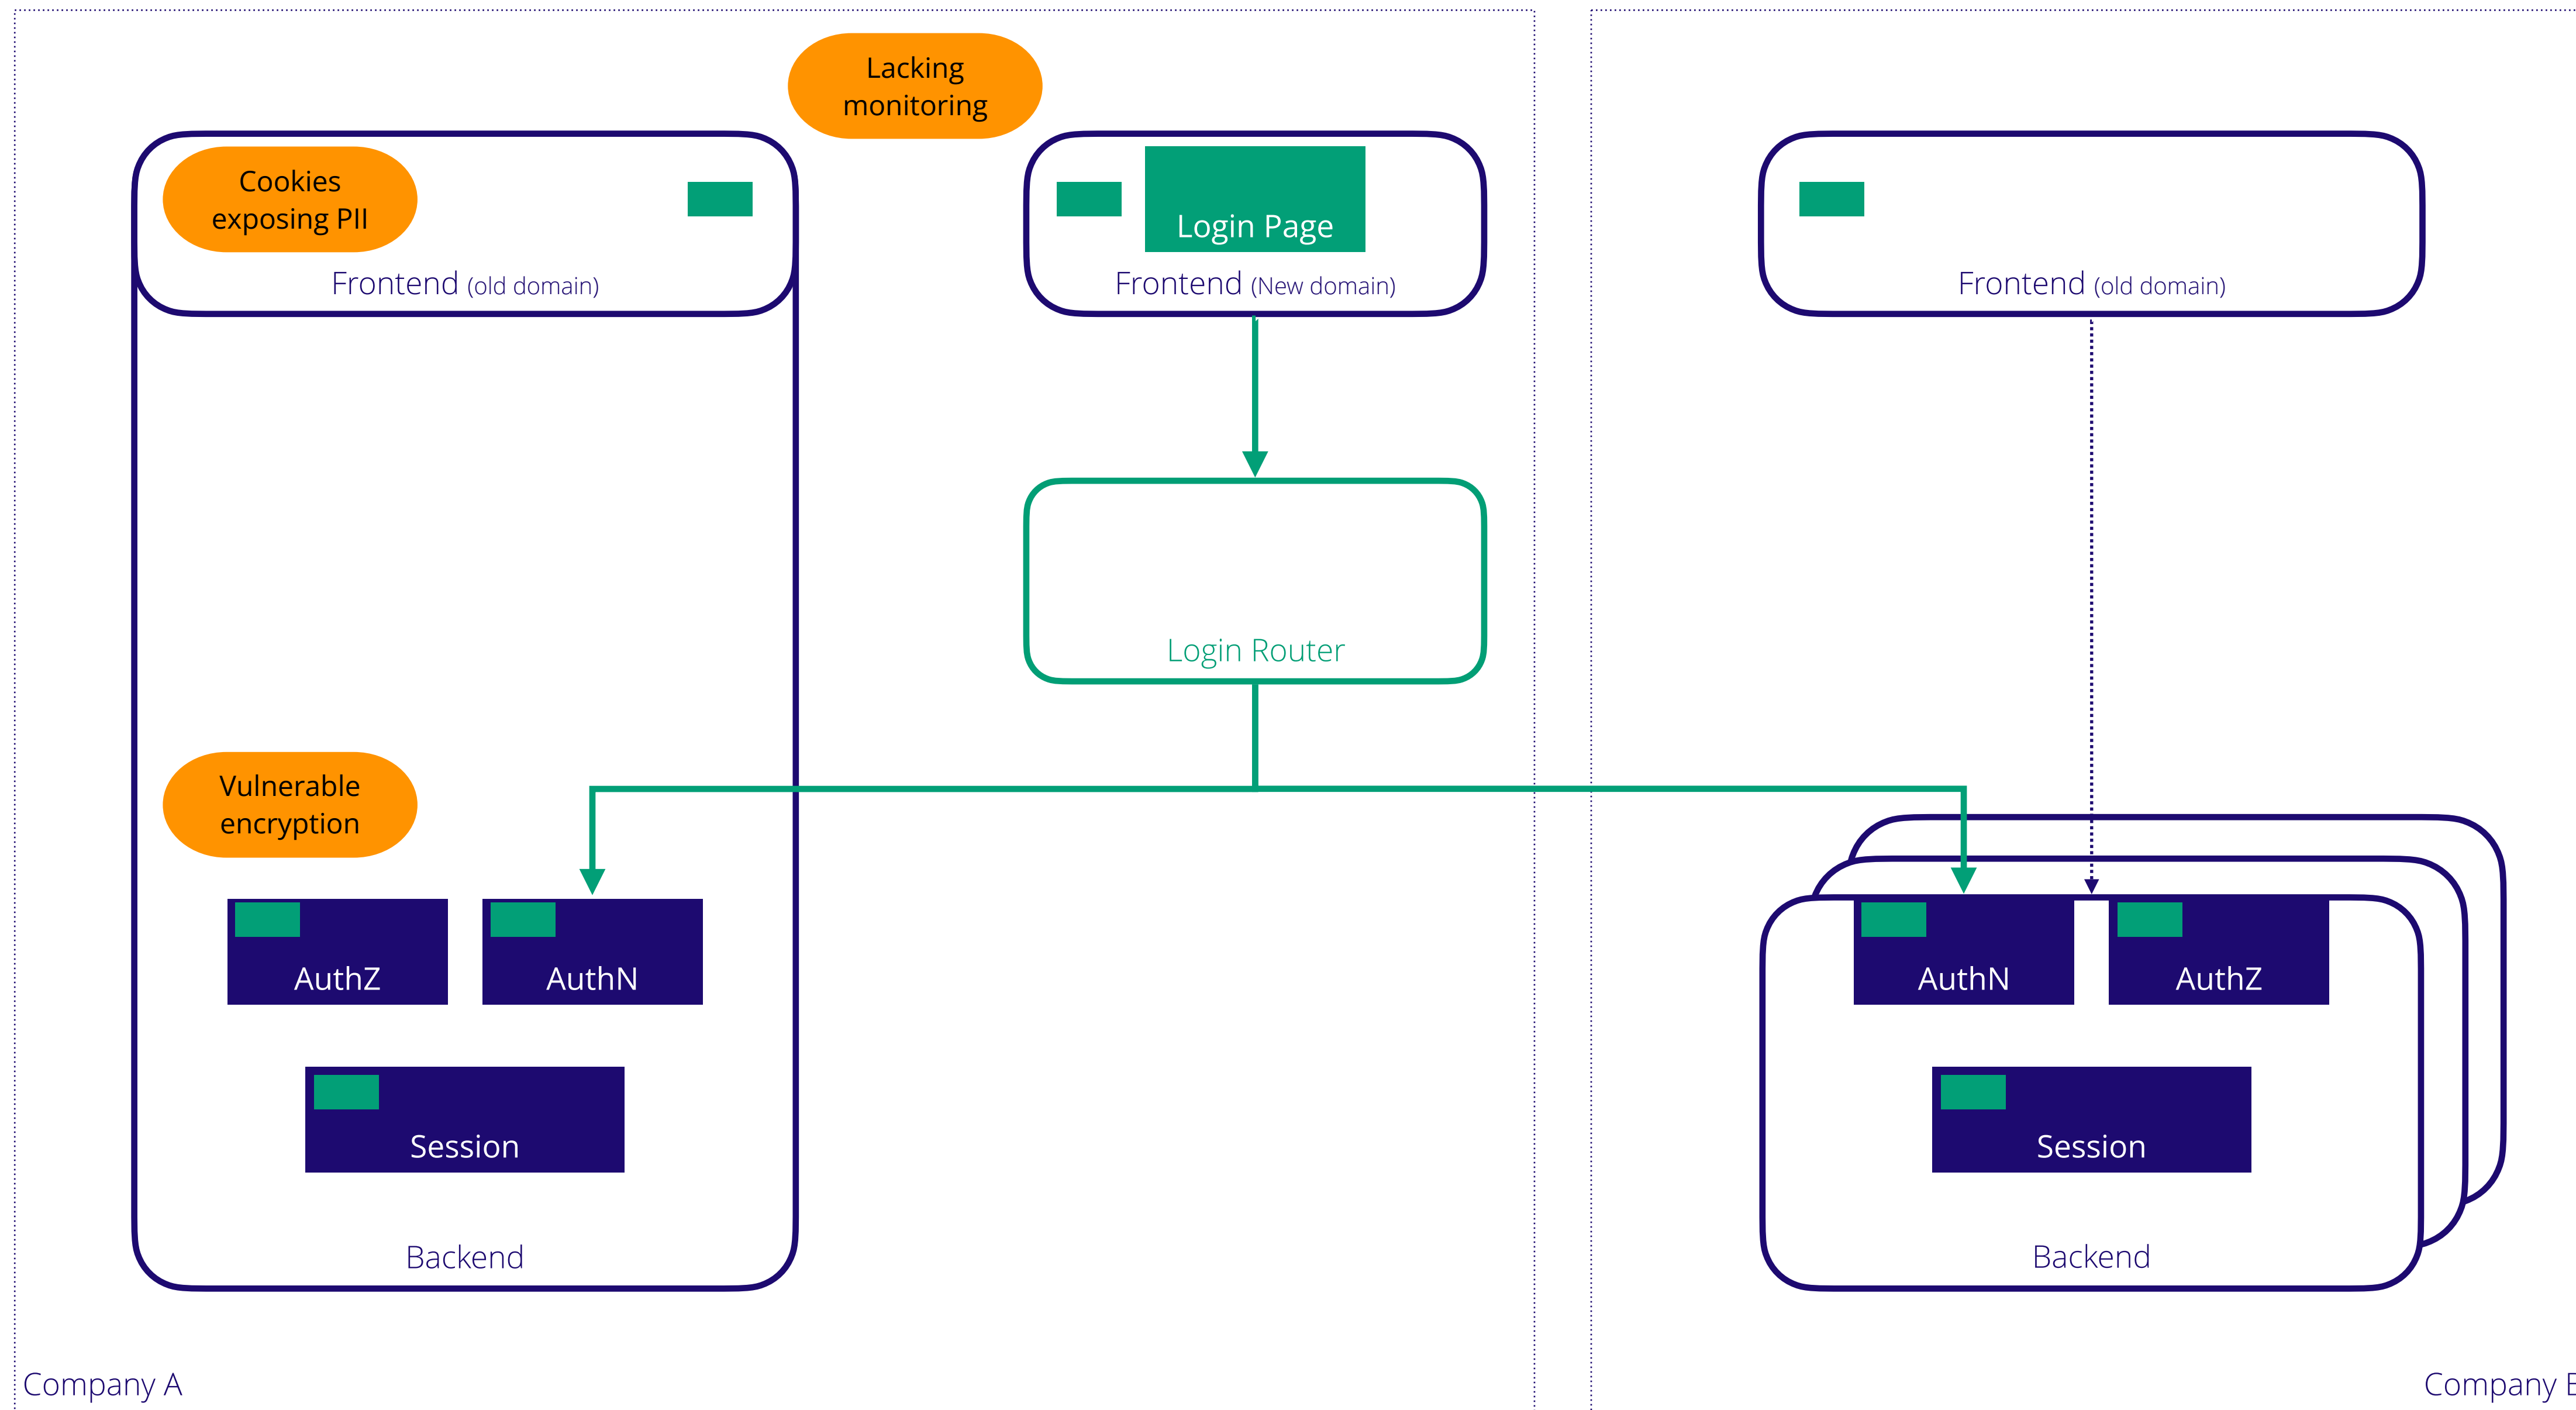 Lacking
monitoring
Cookies
exposing PII
Login Page
Frontend (old domain)
Frontend (New domain)
Frontend (old domain)
Login Router
Vulnerable
encryption
AuthZ
AuthN
AuthN
AuthZ
Session
Session
Backend
Backend
Company A
Company